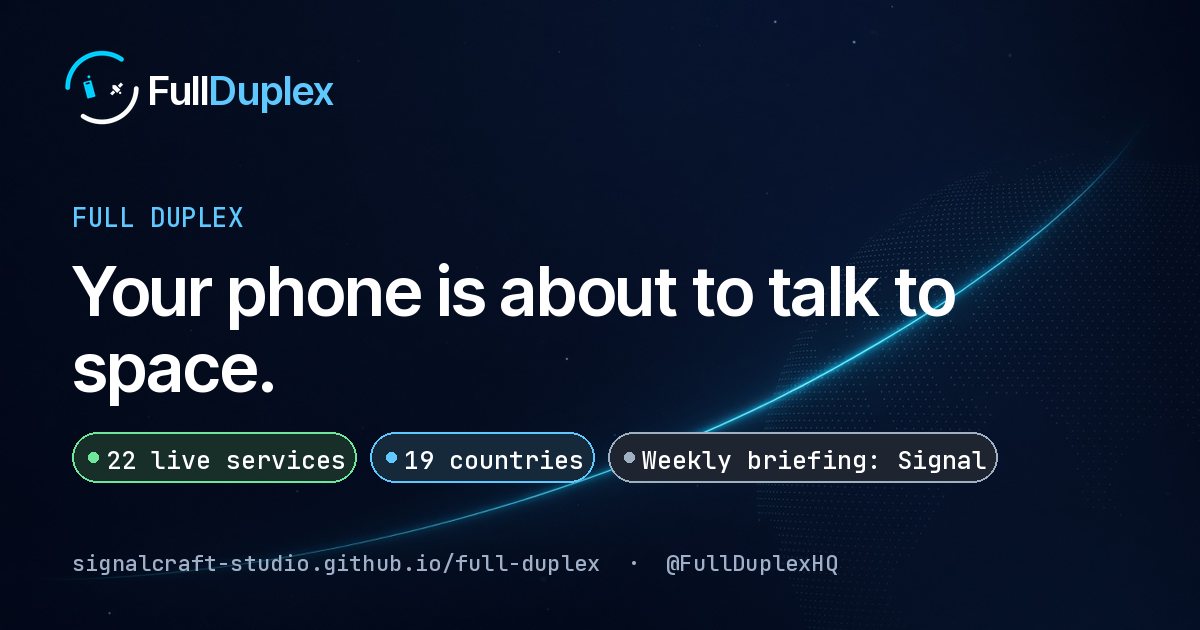 FullDuplex
FULL DUPLEX
Your phone is about to talk to
space.
22 live services
19 countries
Weekly briefing: Signal
signalcraft-studio.github.io/full-duplex · @FullDuplexHQ